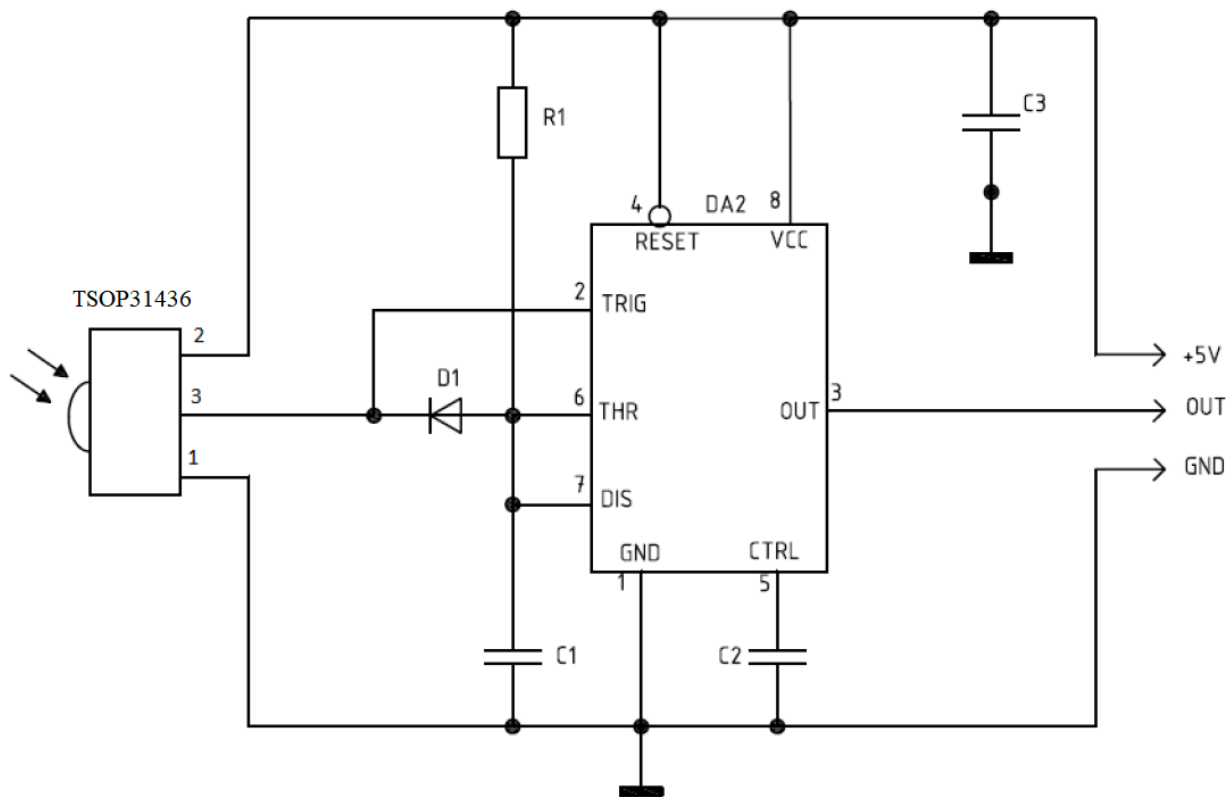 C3
R1
4
DA2
8
RESET
VCC
TSOP31436
2
TRIG
2
+5V
D1
3
3
6
THR
OUT
OUT
1
GND
7
DIS
GND
CTRL
1
5
C1
C2